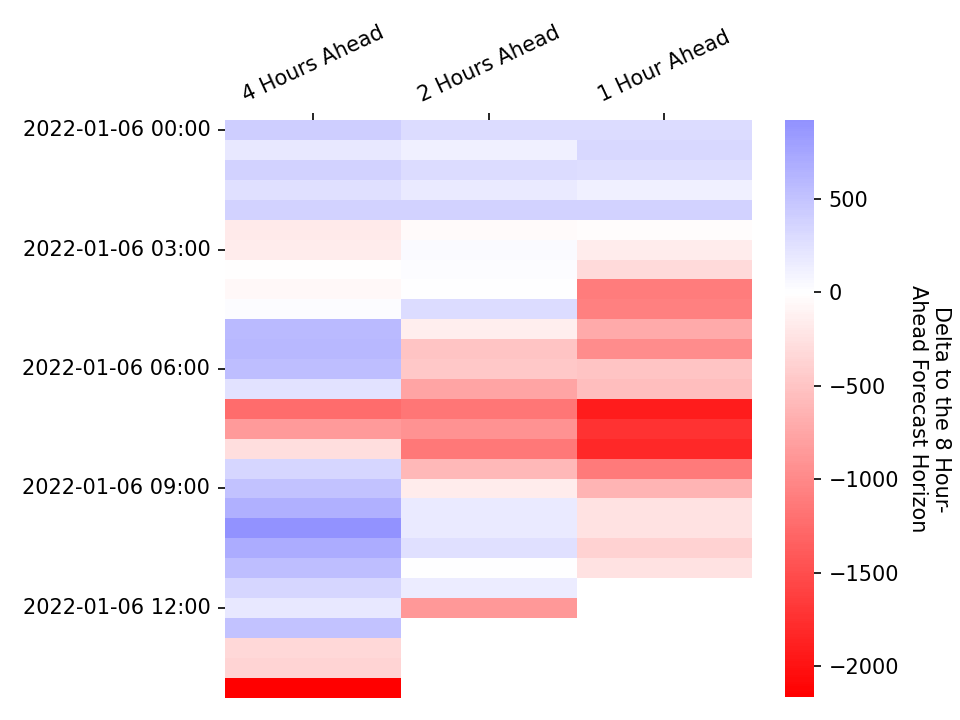 4 Hours Ahead
2 Hours Ahead
1 Hour Ahead
2022-01-06 00:00
2022-01-06 03:00
2022-01-06 06:00
2022-01-06 09:00
2022-01-06 12:00
500
0
−500
−1000
−1500
−2000
Delta to the 8 Hour-
Ahead Forecast Horizon